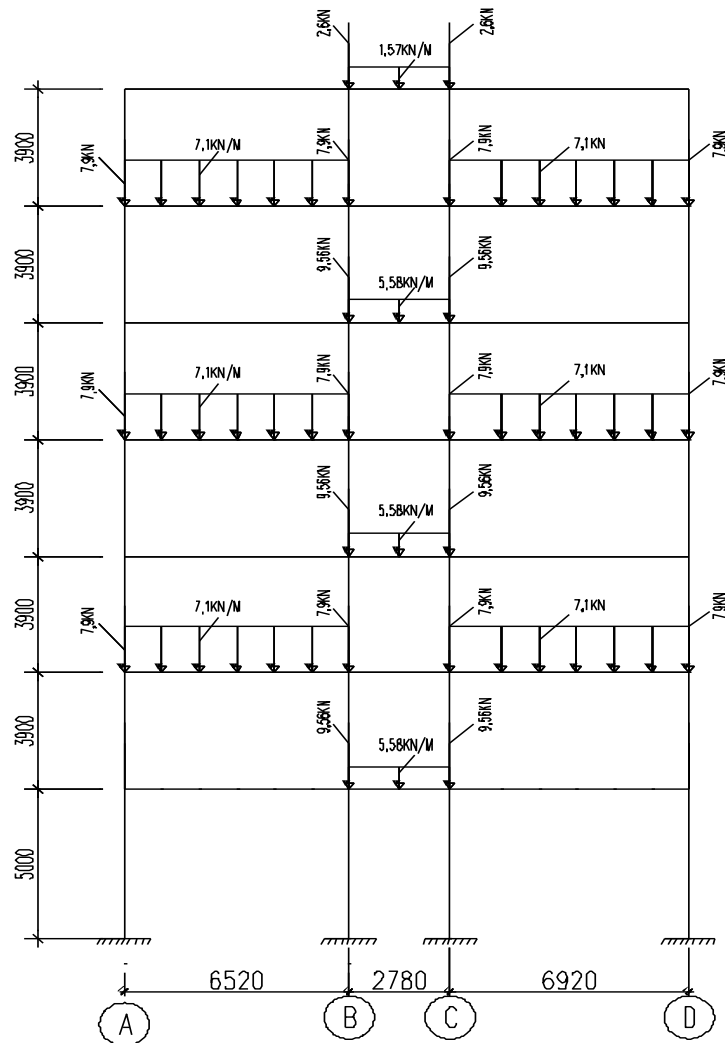 2,6KN
2,6KN
1,57KN/M
3900
7,9KN
7,1KN/M
7,9KN
7,9KN
7,1KN
7,9KN
3900
9,56KN
9,56KN
5,58KN/M
3900
7,9KN
7,1KN/M
7,9KN
7,9KN
7,1KN
7,9KN
3900
9,56KN
9,56KN
5,58KN/M
3900
7,9KN
7,1KN/M
7,9KN
7,9KN
7,1KN
7,9KN
3900
9,56KN
9,56KN
5,58KN/M
5000
6520 2780 6920
A B C D